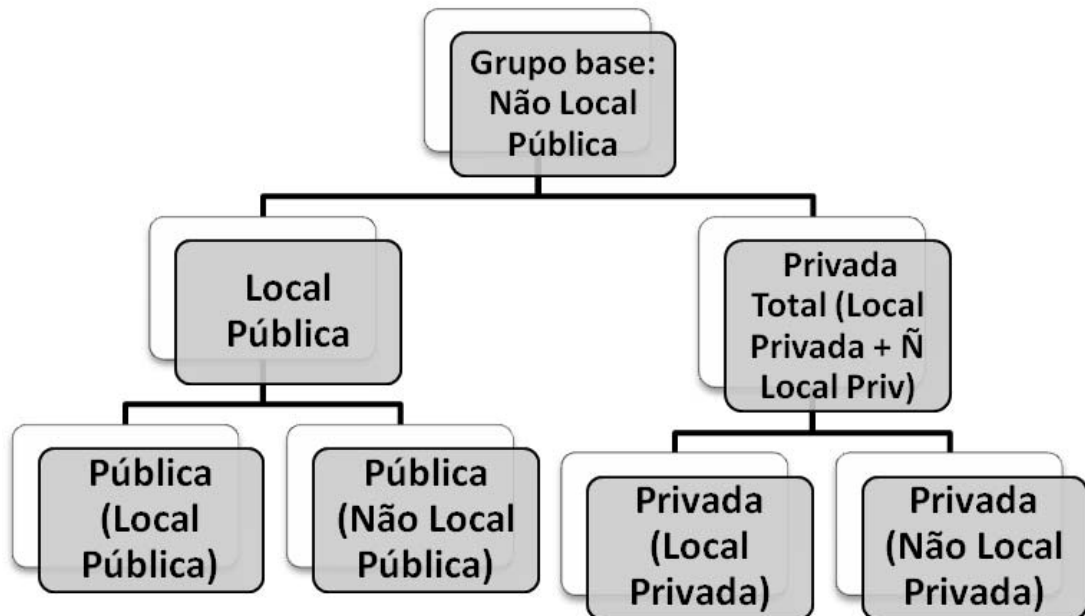 Grupo base:
Não Local
Pública
Local
Pública
Privada
Total (Local
Privada + Ñ
Local Priv)
Pública
(Local
Pública)
Pública
(Não Local
Pública)
Privada
(Local
Privada)
Privada
(Não Local
Privada)